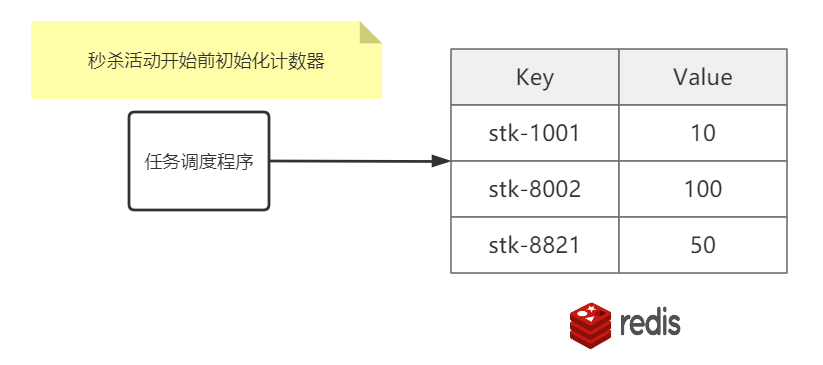 秒杀活动开始前初始化计数器
任务调度程序
Key Value
stk-1001 10
stk-8002 100
stk-8821 50
redis